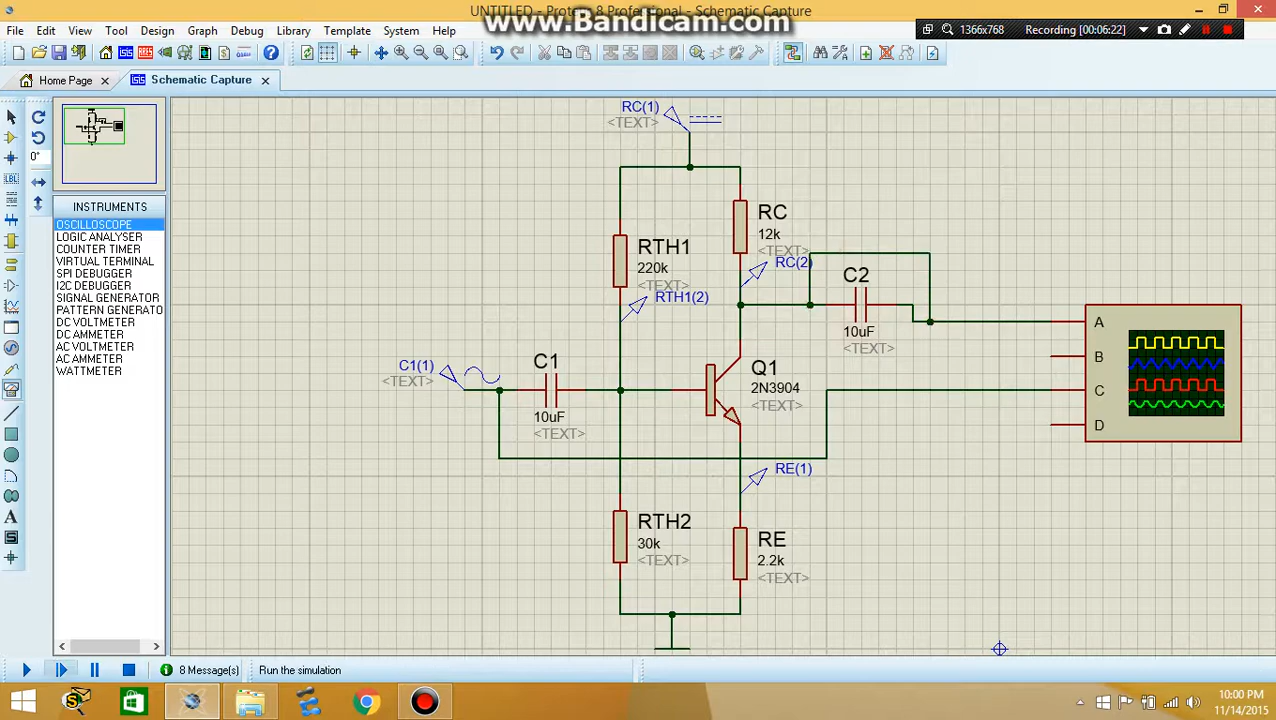 UNTITLED - Proteus 8 Professional - Schematic Capture
www.Bandicam.com
File Edit View Tool Design Graph Debug Library Template System Help
1366x768 Recording [00:06:22]
Home Page
Schematic Capture
0°
INSTRUMENTS
OSCILLOSCOPE
LOGIC ANALYSER
COUNTER TIMER
VIRTUAL TERMINAL
SPI DEBUGGER
I2C DEBUGGER
SIGNAL GENERATOR
PATTERN GENERATO
DC VOLTMETER
DC AMMETER
AC VOLTMETER
AC AMMETER
WATTMETER
LBL
A
RC(1)
<TEXT>
RC
12k
<TEXT>
RC(2)
RTH1
220k
<TEXT>
RTH1(2)
C2
10uF
<TEXT>
C1(1)
<TEXT>
C1
10uF
<TEXT>
Q1
2N3904
<TEXT>
A
B
C
D
RE(1)
RTH2
30k
<TEXT>
RE
2.2k
<TEXT>
8 Message(s)
Run the simulation
10:00 PM
11/14/2015